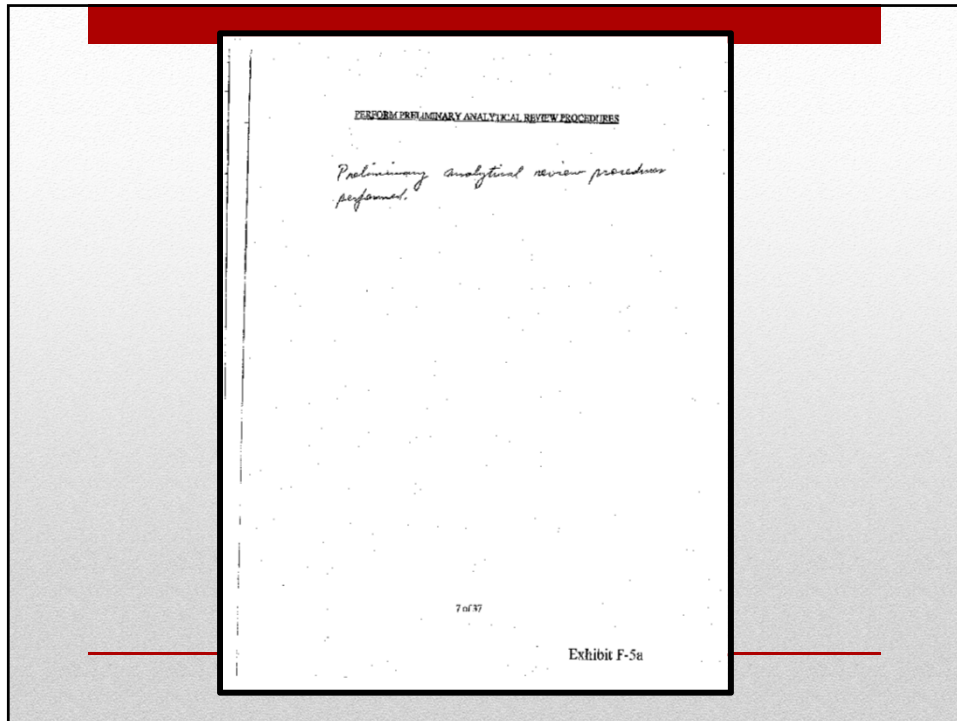 PERFORM PRELIMINARY ANALYTICAL REVIEW PROCEDURES
Preliminary analytical review procedures
performed.
7 of 37
Exhibit F-5a